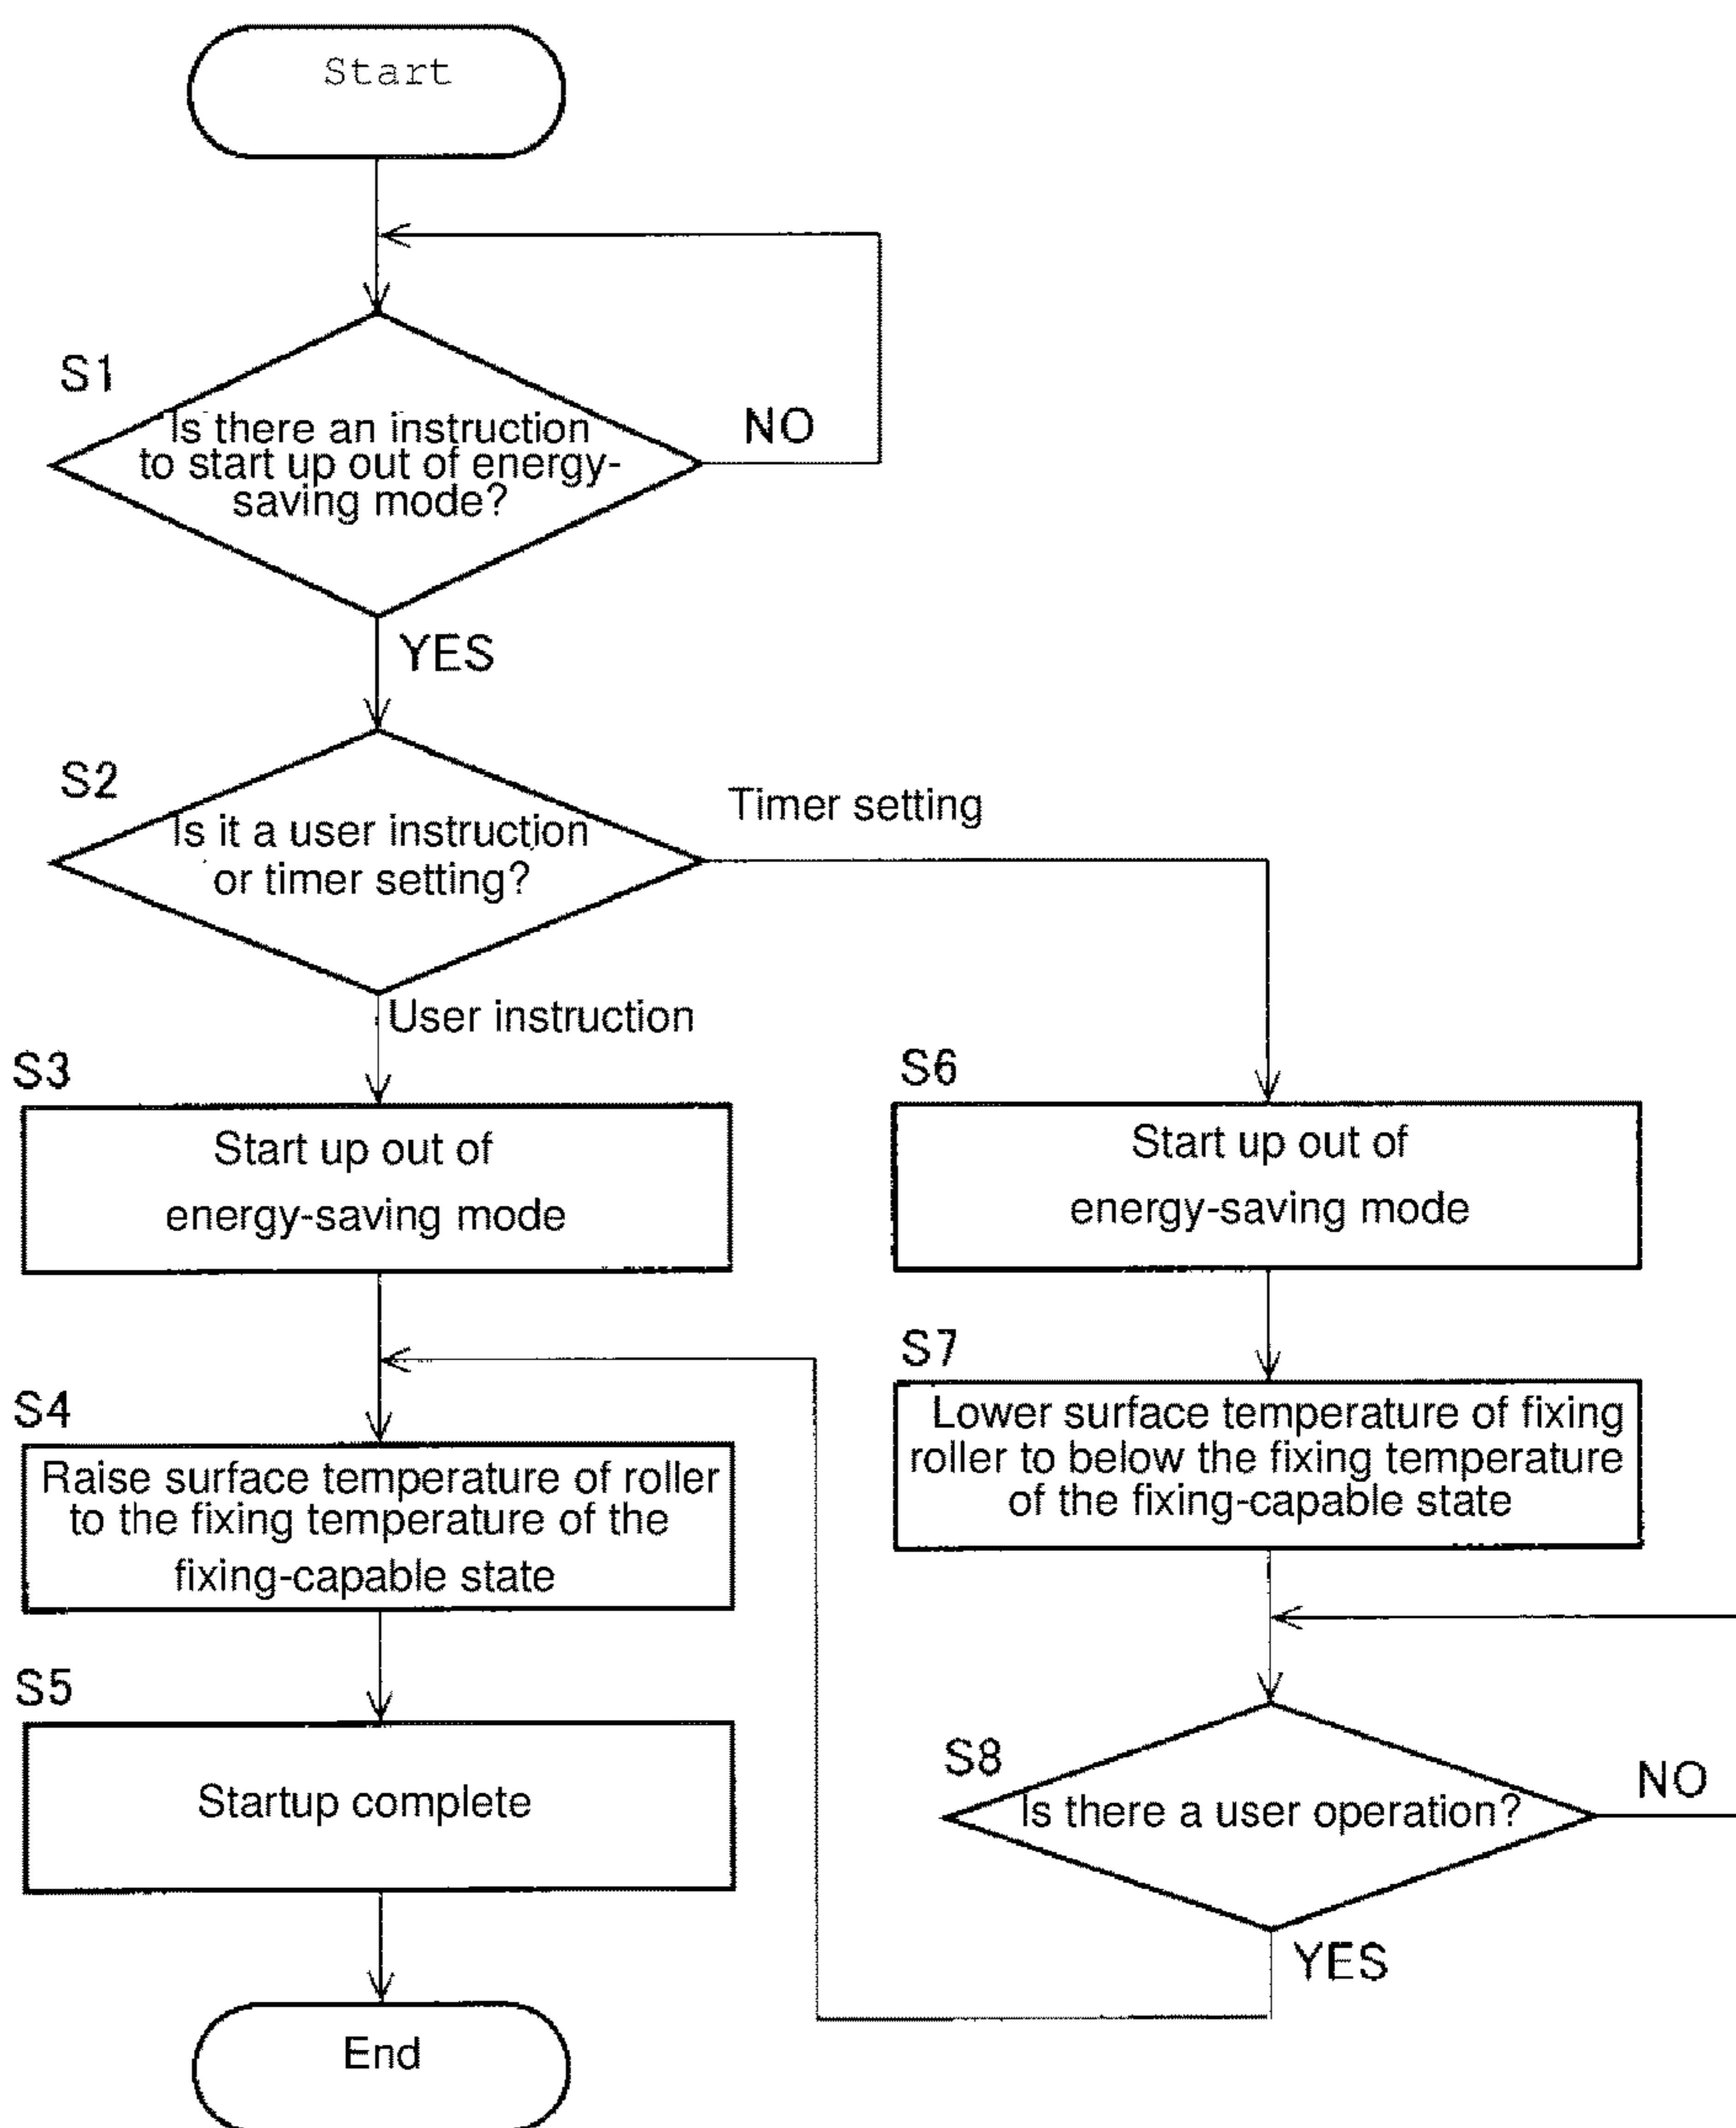 Start
S1
Is there an instruction
to start up out of energy-
saving mode?
NO
YES
S2
Is it a user instruction
or timer setting?
Timer setting
User instruction
S3
Start up out of
energy-saving mode
S4
Raise surface temperature of roller
to the fixing temperature of the
fixing-capable state
S5
Startup complete
End
S6
Start up out of
energy-saving mode
S7
Lower surface temperature of fixing
roller to below the fixing temperature
of the fixing-capable state
S8
Is there a user operation?
NO
YES